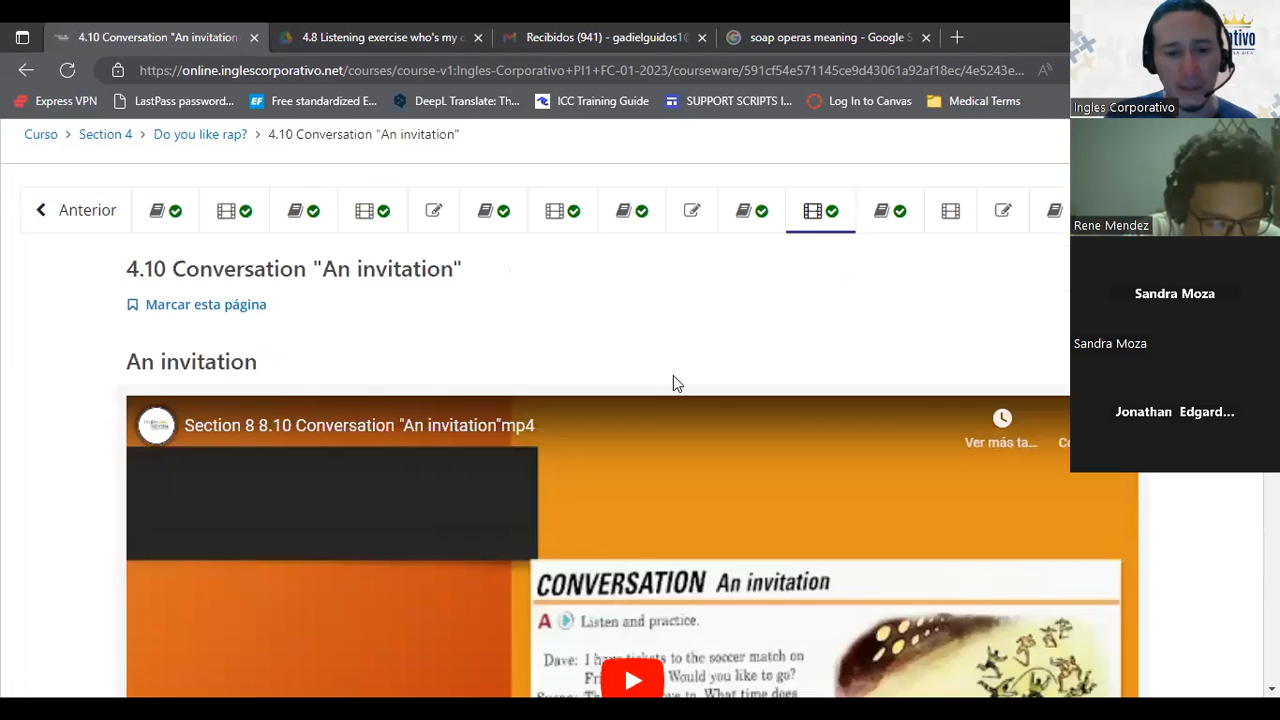 4.10 Conversation "An invitation
4.8 Listening exercise who's my c
Recibidos (941) - gadielguidos1@
soap operas meaning - Google S
https://online.inglescorporativo.net/courses/course-v1:Ingles-Corporativo+PI1+FC-01-2023/courseware/591cf54e571145ce9d43061a92af18ec/4e5243e...
Express VPN
LastPass password...
Free standardized E...
DeepL Translate: Th...
ICC Training Guide
SUPPORT SCRIPTS I...
Log In to Canvas
Medical Terms
Curso > Section 4 > Do you like rap? > 4.10 Conversation "An invitation"
Anterior
4.10 Conversation "An invitation"
Marcar esta página
An invitation
Section 8 8.10 Conversation "An invitation"mp4
Ver más ta...
CONVERSATION An invitation
A Listen and practice.
Dave: I have tickets to the soccer match on
Would you like to go?
What time does
Ingles Corporativo
Rene Mendez
Sandra Moza
Sandra Moza
Jonathan Edgard...